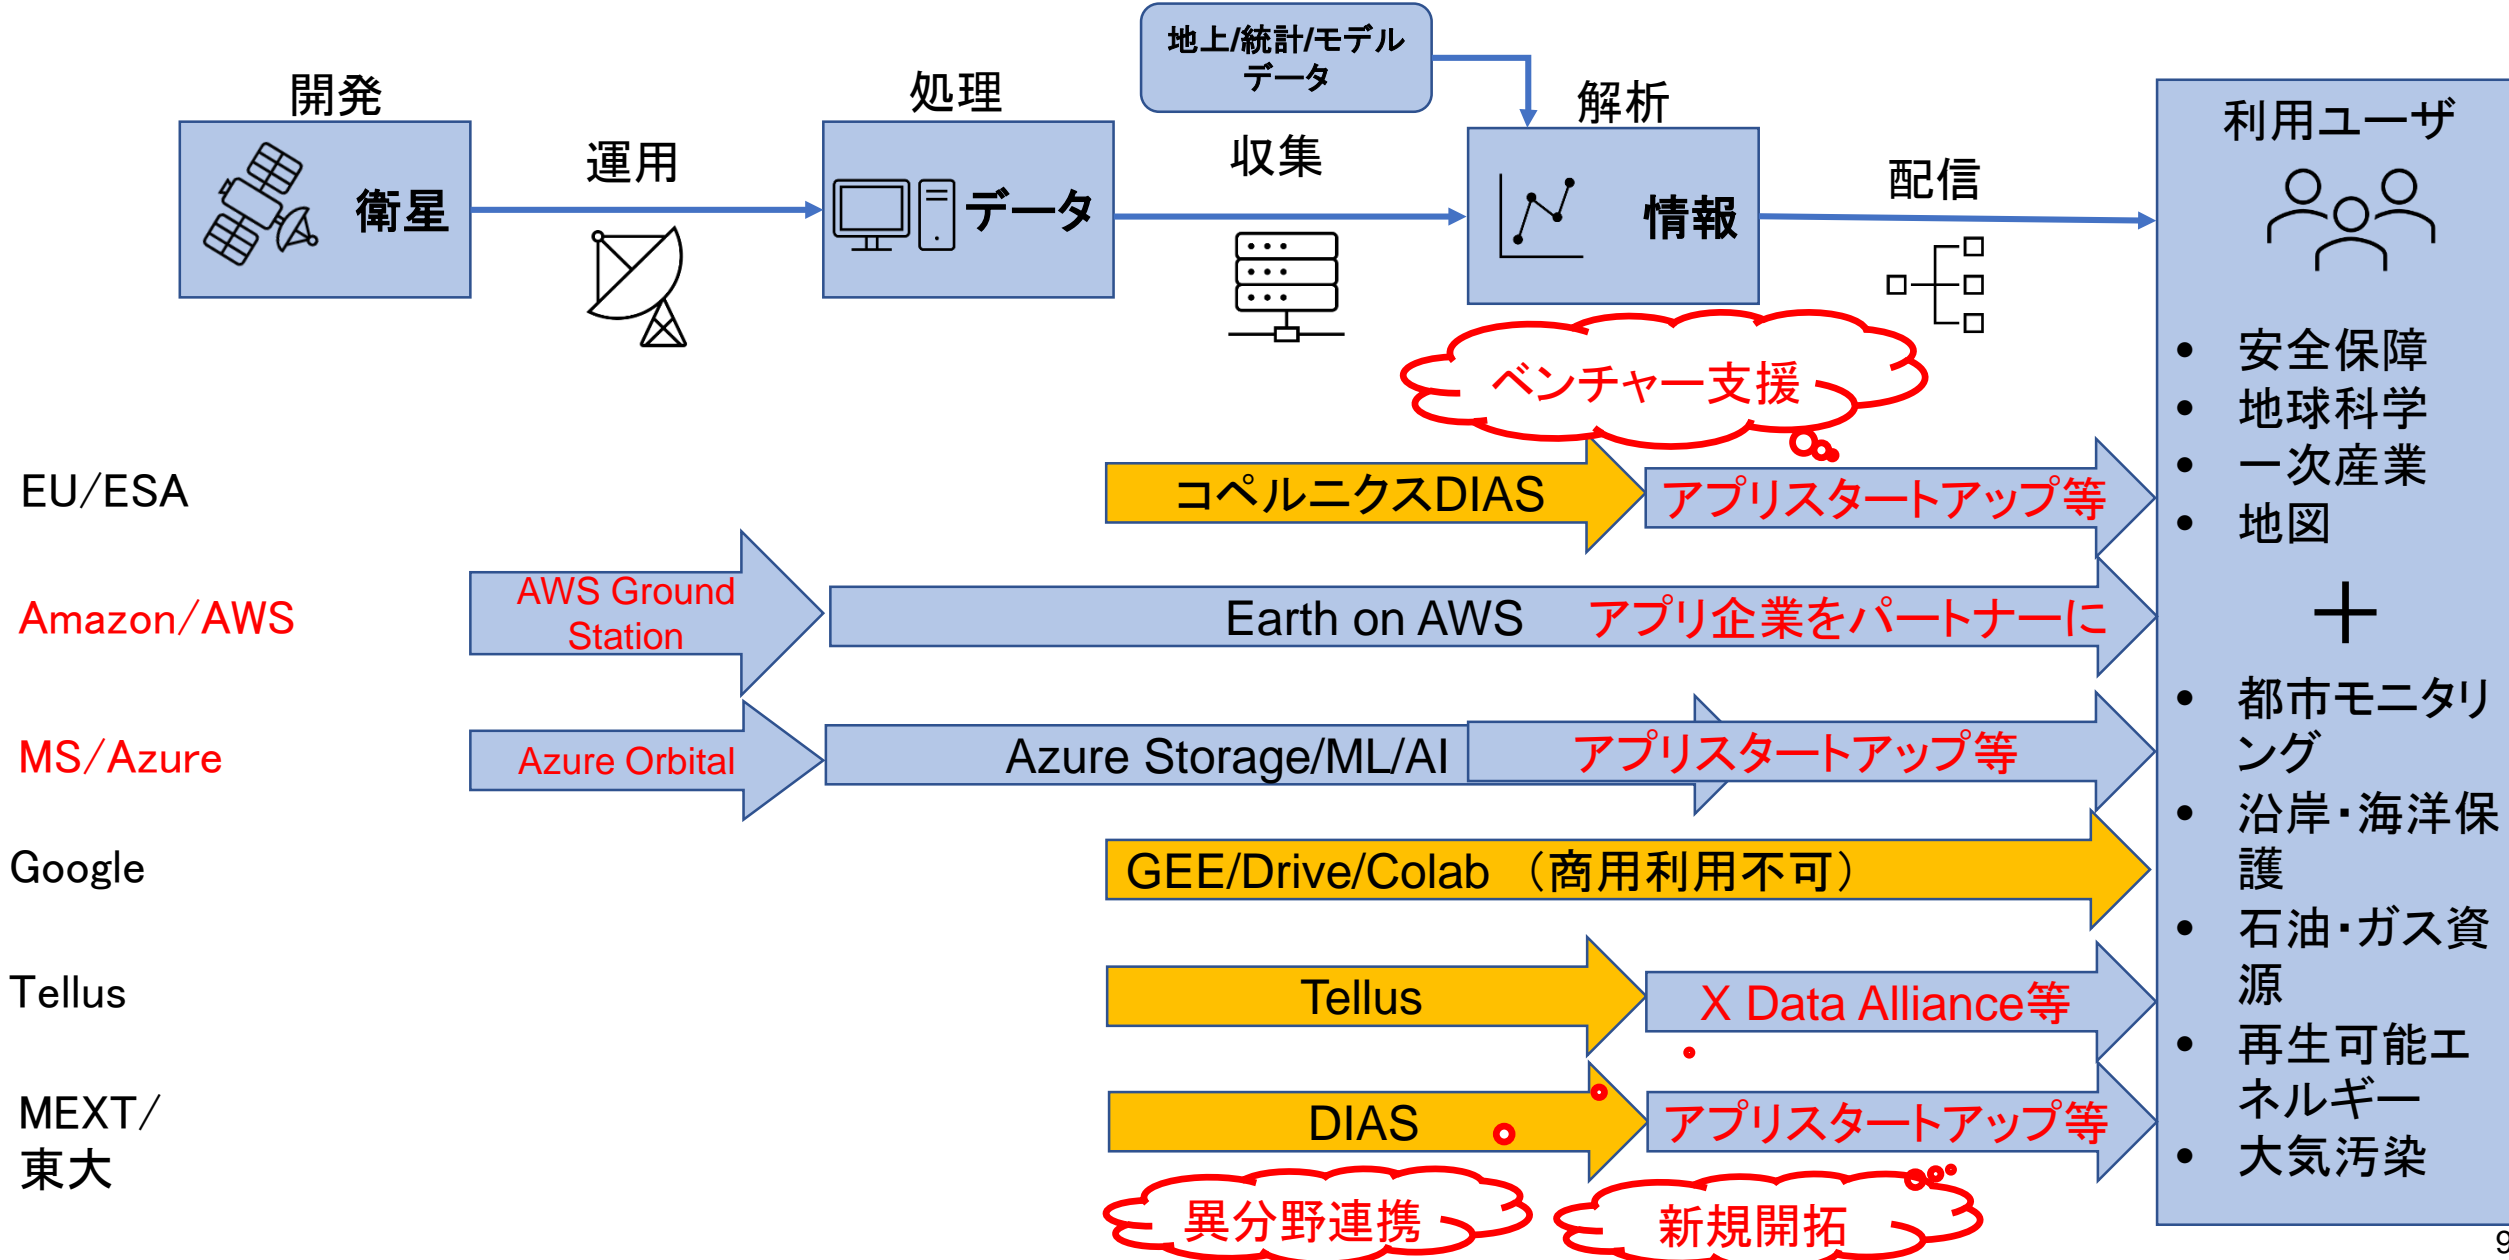 地上/統計/モデル
データ
開発
処理
解析
運用
収集
配信
衛星
データ
情報
利用ユーザ
ベンチャー支援
• 安全保障
• 地球科学
• 一次産業
• 地図
＋
• 都市モニタリ
ング
• 沿岸・海洋保
護
• 石油・ガス資
源
• 再生可能エ
ネルギー
• 大気汚染
EU/ESA
コペルニクスDIAS
アプリスタートアップ等
Amazon/AWS
AWS Ground
Station
Earth on AWS アプリ企業をパートナーに
MS/Azure
Azure Orbital
Azure Storage/ML/AI
アプリスタートアップ等
Google
GEE/Drive/Colab （商用利用不可）
Tellus
Tellus
X Data Alliance等
MEXT/
東大
DIAS
アプリスタートアップ等
異分野連携
新規開拓
9